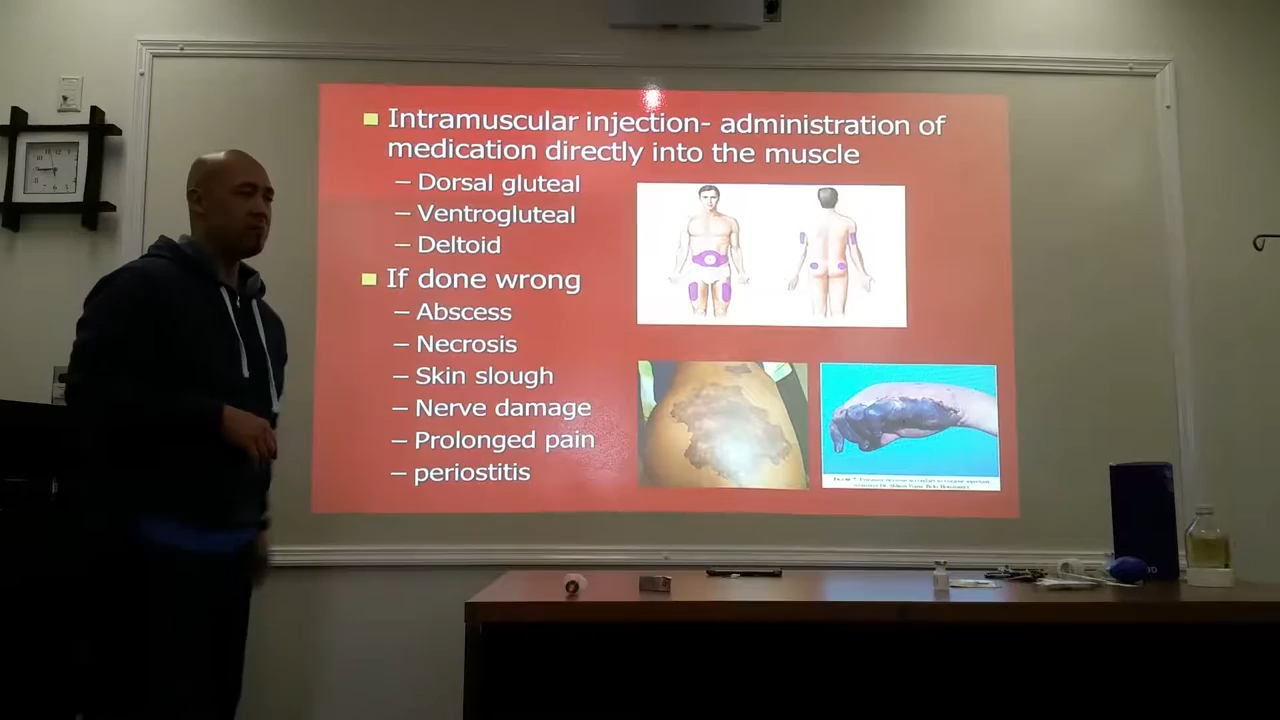 Intramuscular injection- administration of
medication directly into the muscle
– Dorsal gluteal
– Ventrogluteal
– Deltoid
If done wrong
– Abscess
– Necrosis
– Skin slough
– Nerve damage
– Prolonged pain
– periostitis